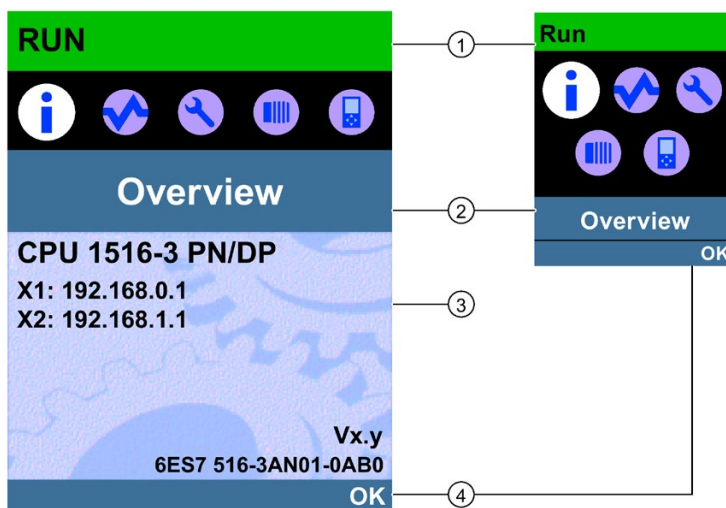 RUN
Overview
CPU 1516-3 PN/DP
X1: 192.168.0.1
X2: 192.168.1.1
Vx.y
6ES7 516-3AN01-0AB0
OK
1
2
3
4
Run
Overview
OK